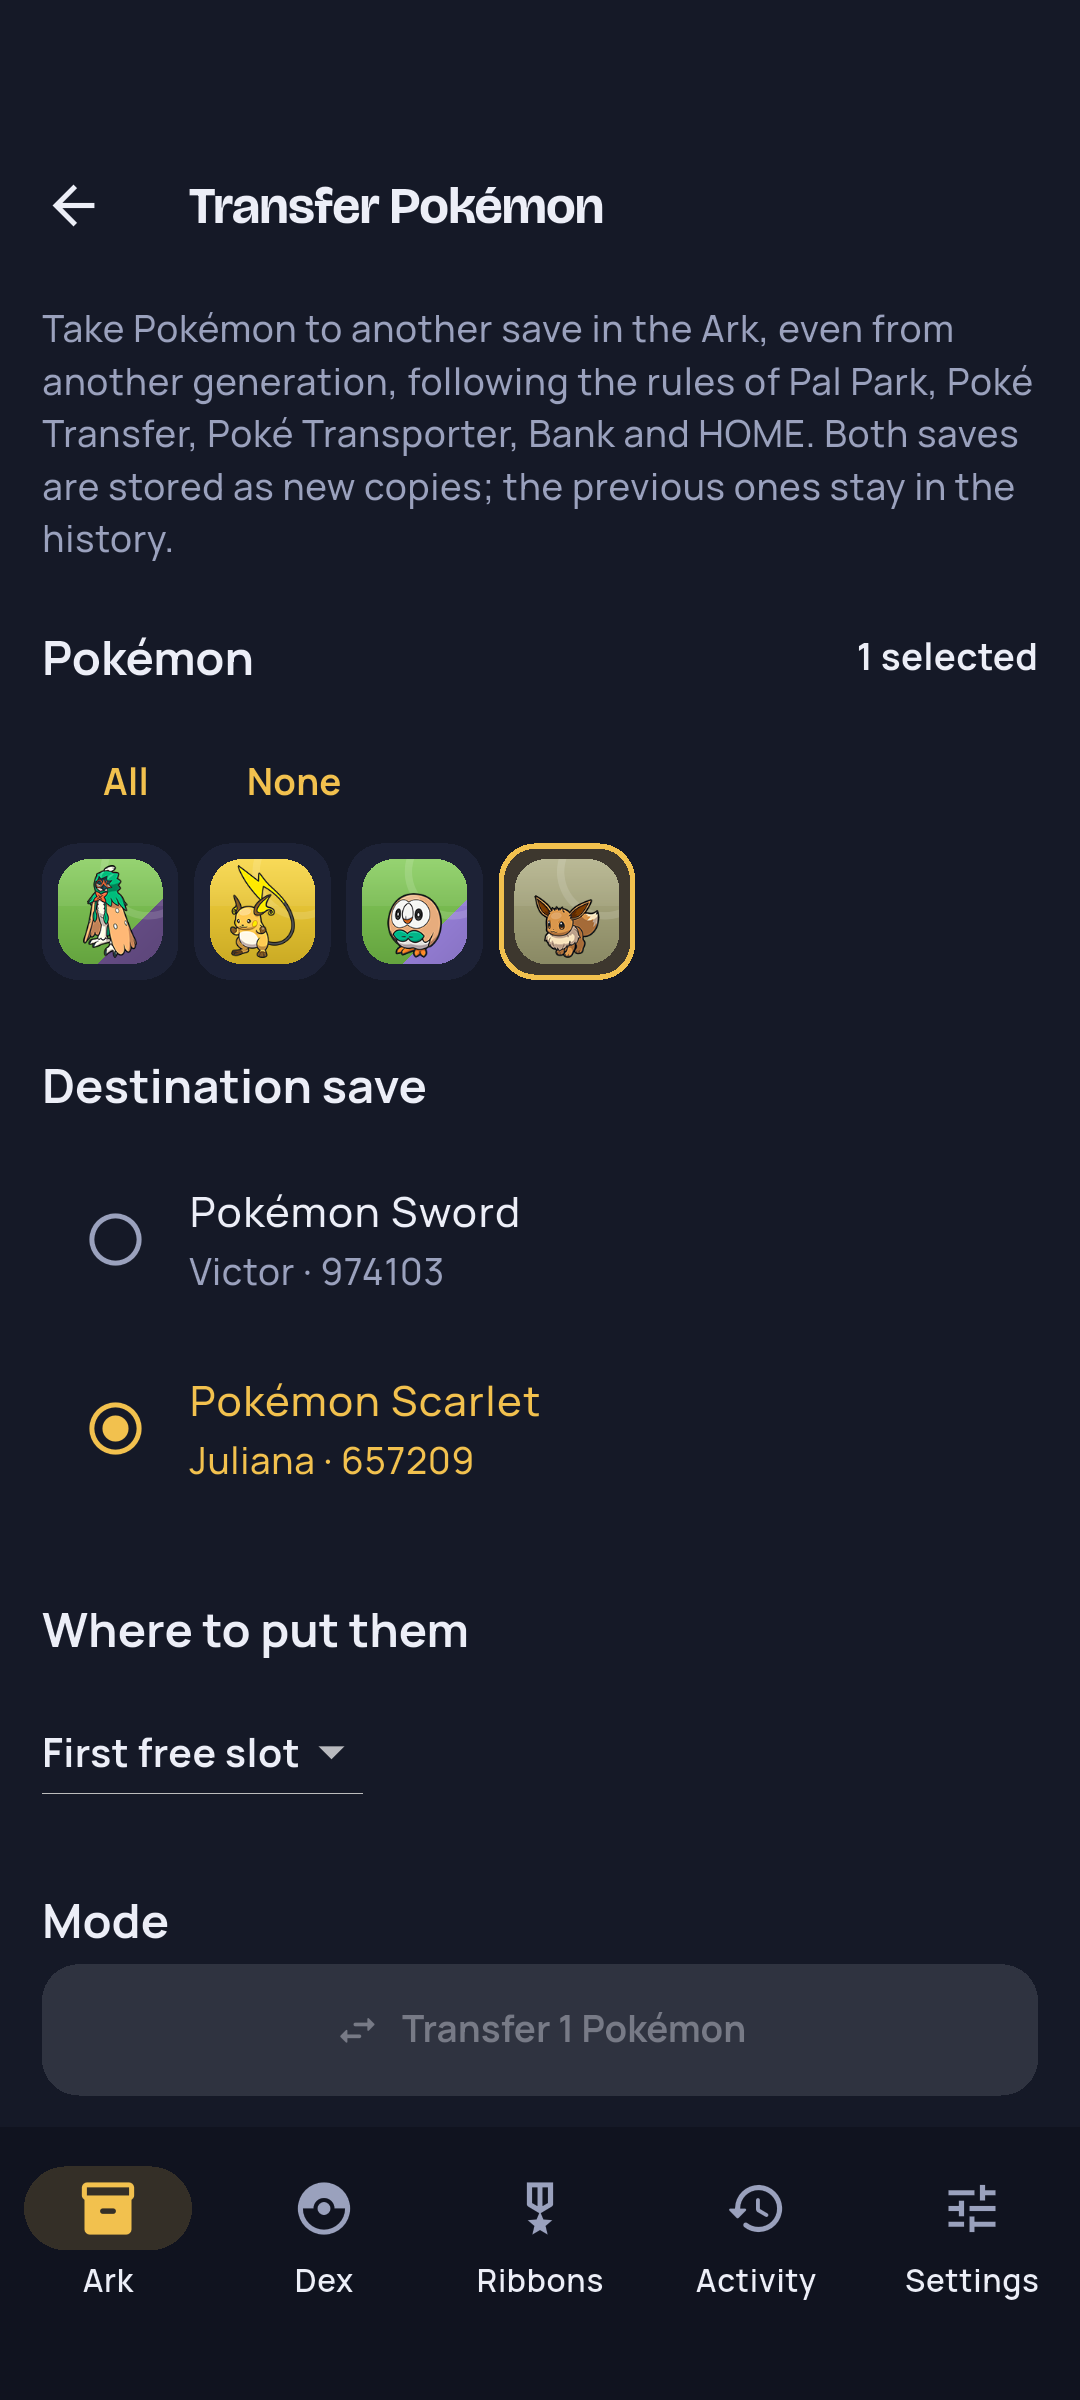 Transfer Pokémon
Take Pokémon to another save in the Ark, even from
another generation, following the rules of Pal Park, Poké
Transfer, Poké Transporter, Bank and HOME. Both saves
are stored as new copies; the previous ones stay in the
history.
Pokémon
1 selected
All
None
Destination save
Pokémon Sword
Victor · 974103
Pokémon Scarlet
Juliana · 657209
Where to put them
First free slot
Mode
Transfer 1 Pokémon
Ark
Dex
Ribbons
Activity
Settings